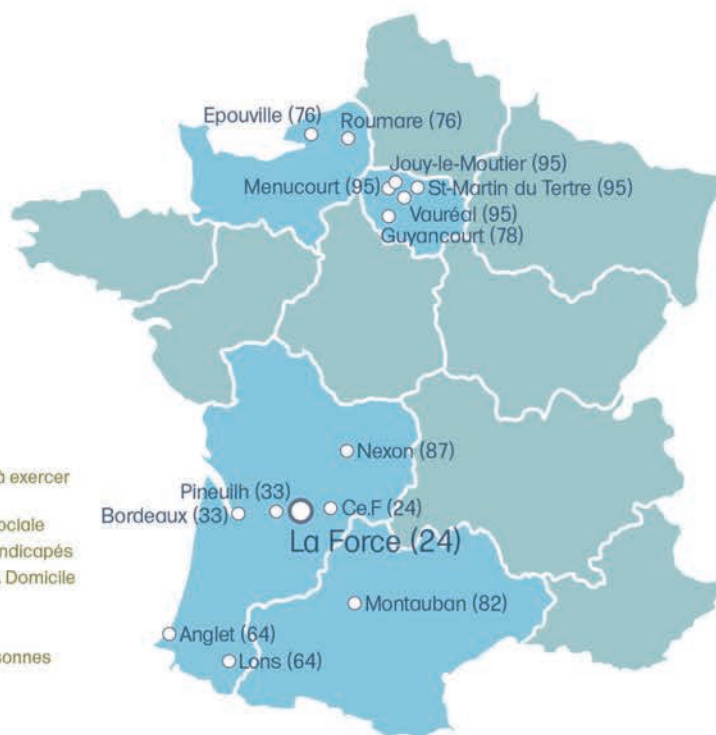 Epouville (76)
Roumare (76)
Jouy-le-Moutier (95)
Menucourt (95)
St-Martin du Tertre (95)
Vauréal (95)
Guyancourt (78)
Nexon (87)
Pineuilh (33)
Bordeaux (33)
Ce.F (24)
La Force (24)
Montauban (82)
Anglet (64)
Lons (64)
à exercer
ociale
ndicapés
Domicile
sonnes